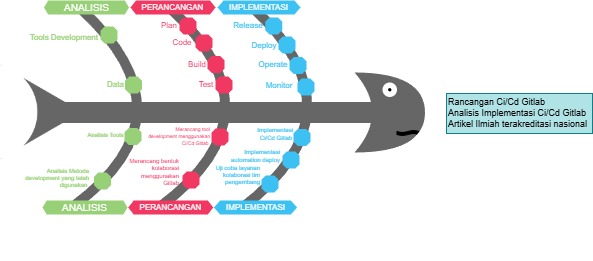 ANALISIS
PERANCANGAN
IMPLEMENTASI
Tools Development
Data
Plan
Code
Build
Test
Release
Deploy
Operate
Monitor
Rancangan Ci/Cd Gitlab
Analisis Implementasi Ci/Cd Gitlab
Artikel Ilmiah terakreditasi nasional
Analisis Tools
Analisis Metode
development yang telah
digunakan
Merancang tool
development menggunakan
Ci/Cd Gitlab
Merancang bentuk
kolaborasi
menggunakan
Gitlab
Implementasi
Ci/Cd Gitlab
Implementasi
automation deploy
Uji coba layanan
kolaborasi tim
pengembang
ANALISIS
PERANCANGAN
IMPLEMENTASI